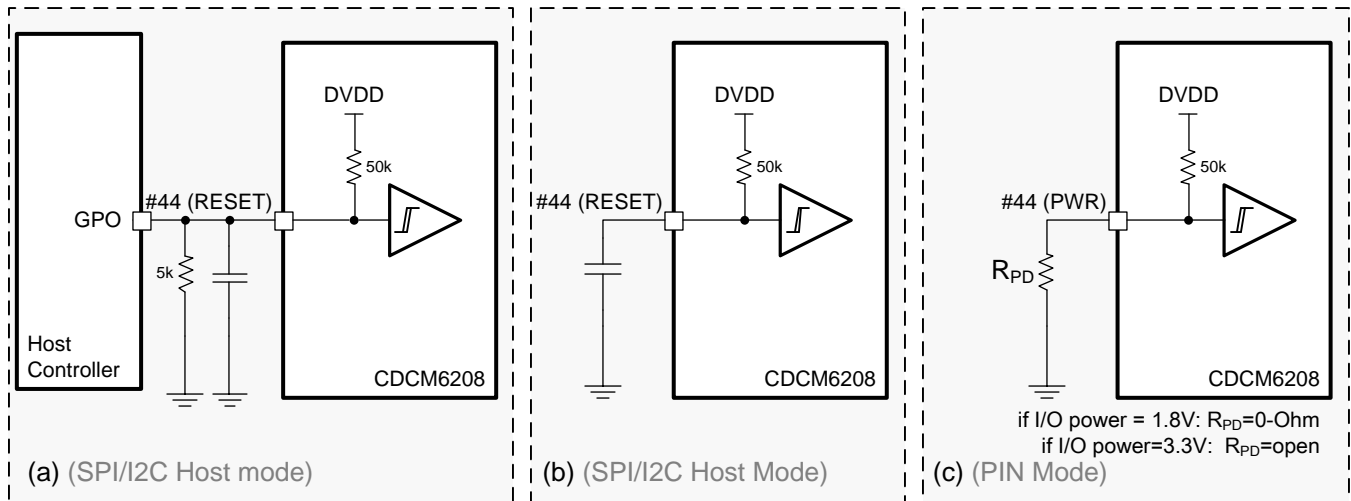 DVDD
50k
#44 (RESET)
GPO
5k
Host
Controller
CDCM6208
(a) (SPI/I2C Host mode)
DVDD
50k
#44 (RESET)
CDCM6208
(b) (SPI/I2C Host Mode)
DVDD
50k
#44 (PWR)
RPD
CDCM6208
if I/O power = 1.8V: RPD=0-Ohm
if I/O power=3.3V: RPD=open
(c) (PIN Mode)